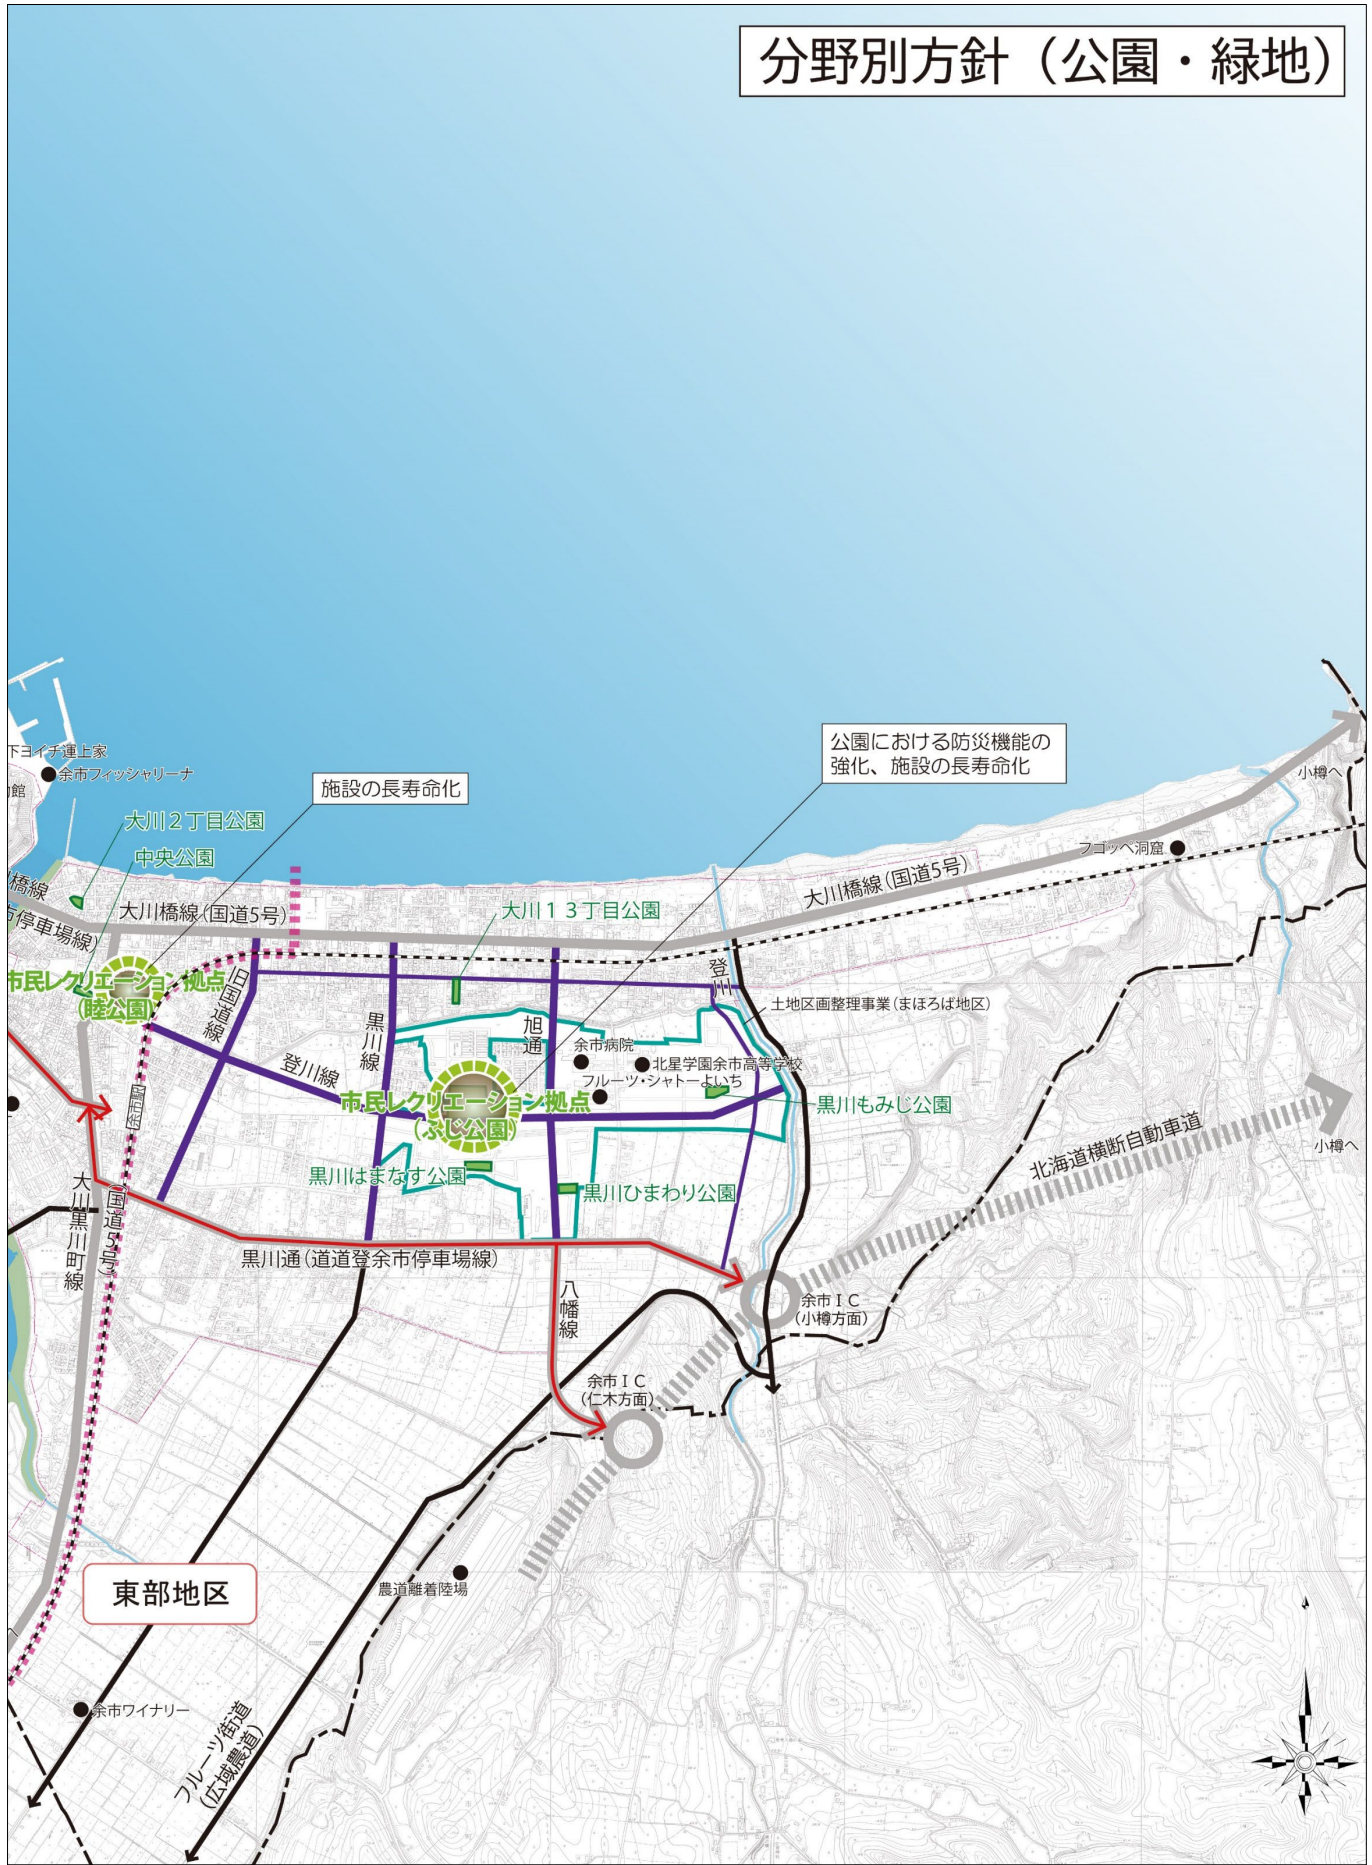 分野別方針（公園・緑地）
公園における防災機能の
強化、施設の長寿命化
下ヨイチ運上家
余市フィッシャリーナ
物館
施設の長寿命化
小樽へ
大川２丁目公園
中央公園
フゴッペ洞窟
橋線
大川橋線（国道5号）
大川橋線（国道5号）
停車場線）
大川１３丁目公園
市民レクリエーション拠点
（睦公園）
旧国道線
登川
土地区画整理事業（まほろば地区）
黒川線
旭通
余市病院
北星学園余市高等学校
フルーツ・シャトーよいち
登川線
市民レクリエーション拠点
（ふじ公園）
黒川もみじ公園
余市駅
北海道横断自動車道
小樽へ
黒川はまなす公園
黒川ひまわり公園
大川黒川町線
（国道5号）
黒川通（道道登余市停車場線）
八幡線
余市ＩＣ
（小樽方面）
余市ＩＣ
（仁木方面）
農道離着陸場
東部地区
余市ワイナリー
フルーツ街道
（広域農道）